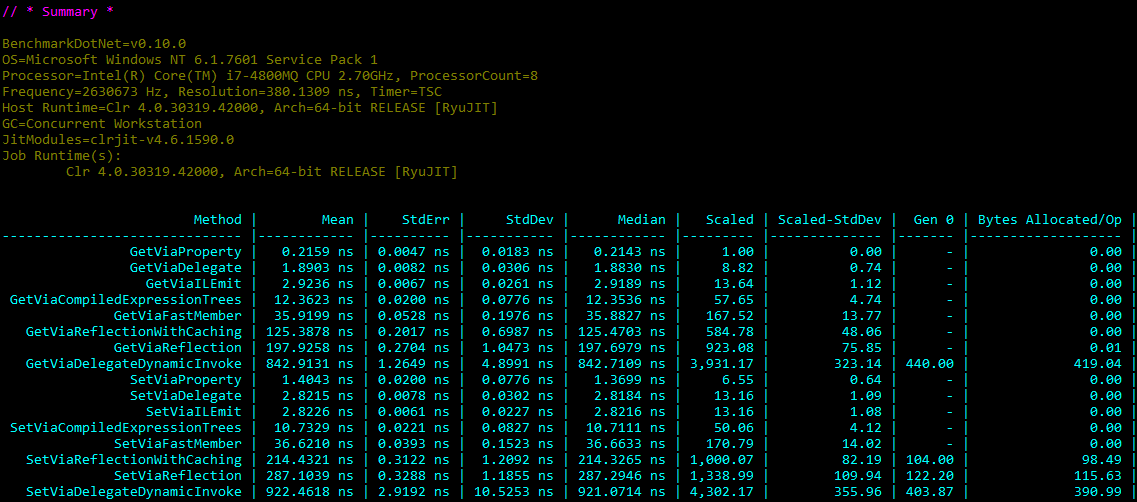 // * Summary *
BenchmarkDotNet=v0.10.0
OS=Microsoft Windows NT 6.1.7601 Service Pack 1
Processor=Intel(R) Core(TM) i7-4800MQ CPU 2.70GHz, ProcessorCount=8
Frequency=2630673 Hz, Resolution=380.1309 ns, Timer=TSC
Host Runtime=Clr 4.0.30319.42000, Arch=64-bit RELEASE [RyuJIT]
GC=Concurrent Workstation
JitModules=clrjit-v4.6.1590.0
Job Runtime(s):
        Clr 4.0.30319.42000, Arch=64-bit RELEASE [RyuJIT]
Method | Mean | StdErr | StdDev | Median | Scaled | Scaled-StdDev | Gen 0 | Bytes Allocated/Op |
------------------------------ |------------ |---------- |----------- |------------ |--------- |-------------- |------- |------------------- |
GetViaProperty | 0.2159 ns | 0.0047 ns | 0.0183 ns | 0.2143 ns | 1.00 | 0.00 | - | 0.00 |
GetViaDelegate | 1.8903 ns | 0.0082 ns | 0.0306 ns | 1.8830 ns | 8.82 | 0.74 | - | 0.00 |
GetViaILEmit | 2.9236 ns | 0.0067 ns | 0.0261 ns | 2.9189 ns | 13.64 | 1.12 | - | 0.00 |
GetViaCompiledExpressionTrees | 12.3623 ns | 0.0200 ns | 0.0776 ns | 12.3536 ns | 57.65 | 4.74 | - | 0.00 |
GetViaFastMember | 35.9199 ns | 0.0528 ns | 0.1976 ns | 35.8827 ns | 167.52 | 13.77 | - | 0.00 |
GetViaReflectionWithCaching | 125.3878 ns | 0.2017 ns | 0.6987 ns | 125.4703 ns | 584.78 | 48.06 | - | 0.00 |
GetViaReflection | 197.9258 ns | 0.2704 ns | 1.0473 ns | 197.6979 ns | 923.08 | 75.85 | - | 0.01 |
GetViaDelegateDynamicInvoke | 842.9131 ns | 1.2649 ns | 4.8991 ns | 842.7109 ns | 3,931.17 | 323.14 | 440.00 | 419.04 |
SetViaProperty | 1.4043 ns | 0.0200 ns | 0.0776 ns | 1.3699 ns | 6.55 | 0.64 | - | 0.00 |
SetViaDelegate | 2.8215 ns | 0.0078 ns | 0.0302 ns | 2.8184 ns | 13.16 | 1.09 | - | 0.00 |
SetViaILEmit | 2.8226 ns | 0.0061 ns | 0.0227 ns | 2.8216 ns | 13.16 | 1.08 | - | 0.00 |
SetViaCompiledExpressionTrees | 10.7329 ns | 0.0221 ns | 0.0827 ns | 10.7111 ns | 50.06 | 4.12 | - | 0.00 |
SetViaFastMember | 36.6210 ns | 0.0393 ns | 0.1523 ns | 36.6633 ns | 170.79 | 14.02 | - | 0.00 |
SetViaReflectionWithCaching | 214.4321 ns | 0.3122 ns | 1.2092 ns | 214.3265 ns | 1,000.07 | 82.19 | 104.00 | 98.49 |
SetViaReflection | 287.1039 ns | 0.3288 ns | 1.1855 ns | 287.2946 ns | 1,338.99 | 109.94 | 122.20 | 115.63 |
SetViaDelegateDynamicInvoke | 922.4618 ns | 2.9192 ns | 10.5253 ns | 921.0714 ns | 4,302.17 | 355.96 | 403.87 | 390.99 |